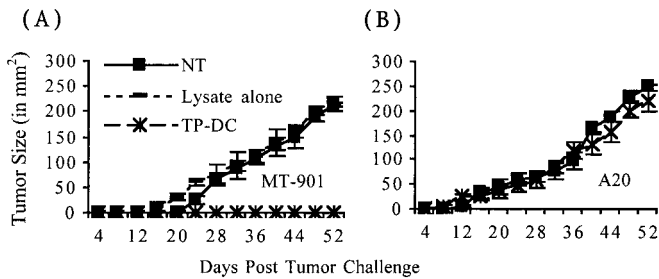 (A)
(B)
Tumor Size (in mm²)
300
250
200
150
100
50
0
NT
Lysate alone
TP-DC
MT-901
4 12 20 28 36 44 52
300
250
200
150
100
50
0
A20
4 12 20 28 36 44 52
Days Post Tumor Challenge